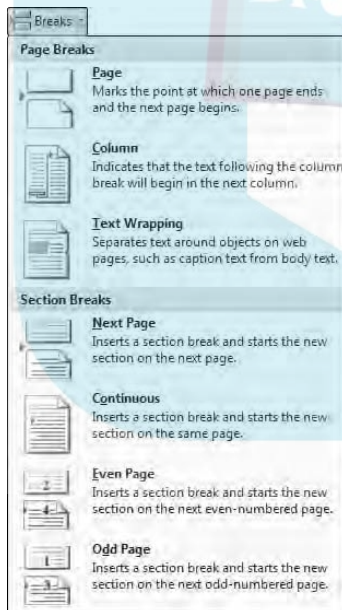 Breaks
Page Breaks
Page
Marks the point at which one page ends
and the next page begins.
Column
Indicates that the text following the column
break will begin in the next column.
Text Wrapping
Separates text around objects on web
pages, such as caption text from body text.
Section Breaks
Next Page
Inserts a section break and starts the new
section on the next page.
Continuous
Inserts a section break and starts the new
section on the same page.
Even Page
2
4
Inserts a section break and starts the new
section on the next even-numbered page.
Odd Page
1
3
Inserts a section break and starts the new
section on the next odd-numbered page.